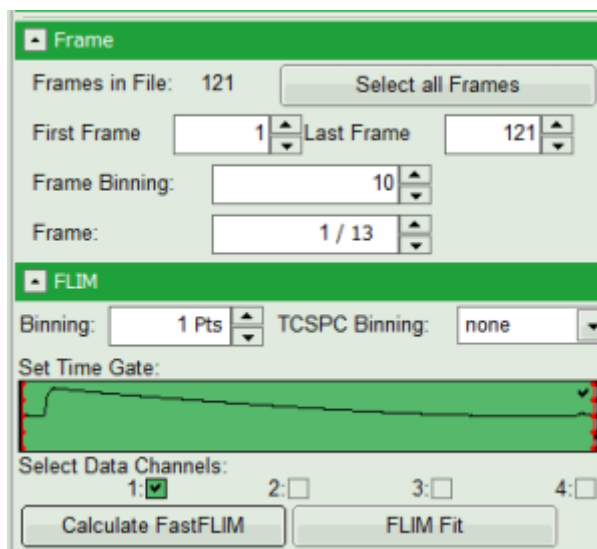 Frame
Frames in File: 121 Select all Frames
First Frame 1 Last Frame 121
Frame Binning: 10
Frame: 1 / 13
FLIM
Binning: 1 Pts TCSPC Binning: none
Set Time Gate:
Select Data Channels:
1: 2: 3: 4:
Calculate FastFLIM FLIM Fit